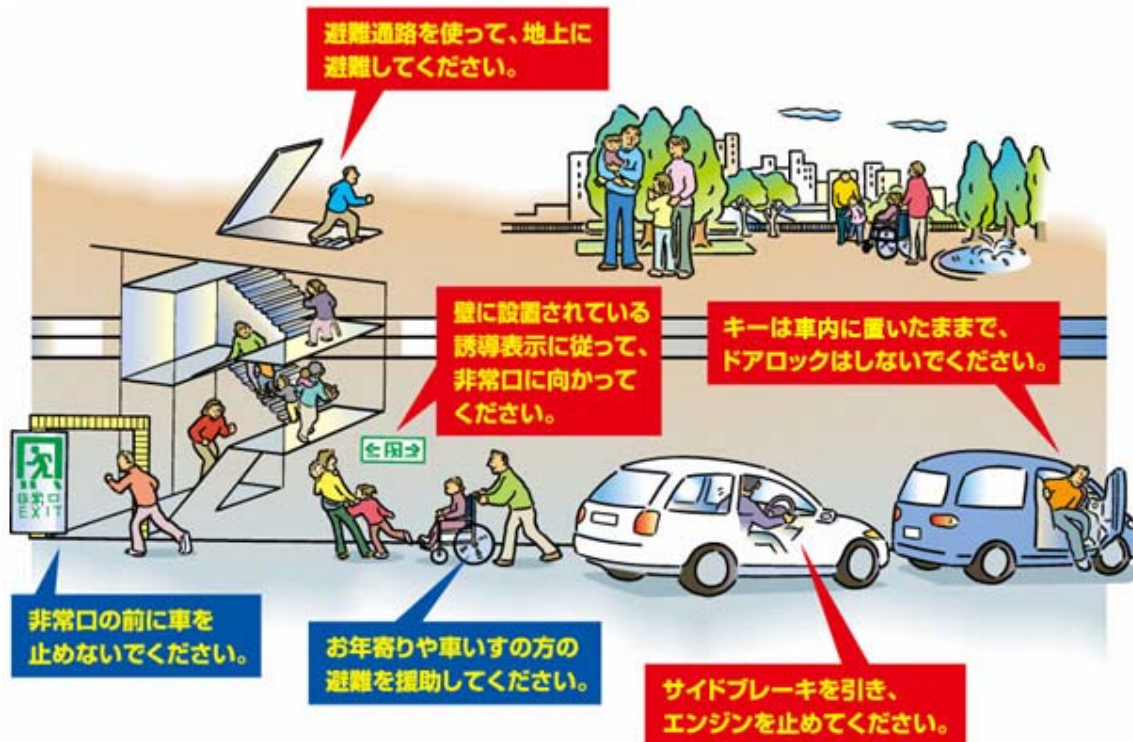 避難通路を使って、地上に
避難してください。
壁に設置されている
誘導表示に従って、
非常口に向かって
ください。
キーは車内に置いたままで、
ドアロックはしないでください。
非常口
EXIT
非常口の前に車を
止めないでください。
お年寄りや車いすの方の
避難を援助してください。
サイドブレーキを引き、
エンジンを止めてください。